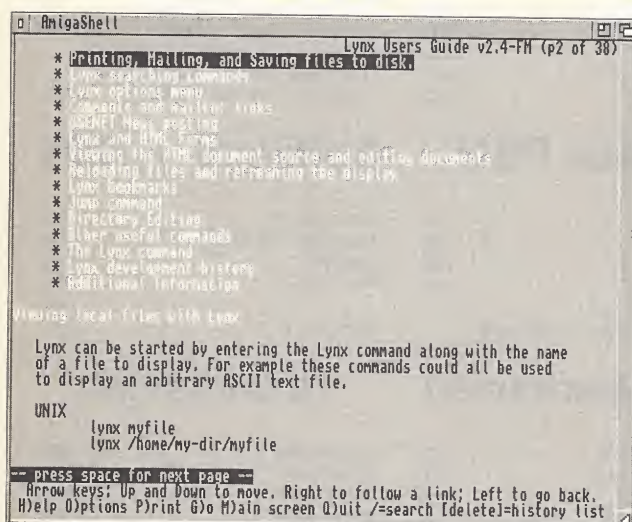 AmigaShell
Lynx Users Guide v2.4-FM (p2 of 38)
* Printing, Mailing, and Saving files to disk.
* Lynx searching commands
* Lynx options menu
* Comments and mailto: links
* USENET News posting
* Lynx and HTML Forms
* Viewing the HTML document source and editing documents
* Reloading files and refreshing the display
* Lynx bookmarks
* Jump command
* Directory Editing
* Other useful commands
* The Lynx command
* Lynx development history
* Additional Information
Viewing local files with Lynx
Lynx can be started by entering the Lynx command along with the name
of a file to display. For example these commands could all be used
to display an arbitrary ASCII text file.
UNIX
lynx myfile
lynx /home/my-dir/myfile
-- press space for next page --
Arrow keys: Up and Down to move. Right to follow a link; Left to go back.
H)elp O)ptions P)rint G)o M)ain screen Q)uit /=search [delete]=history list